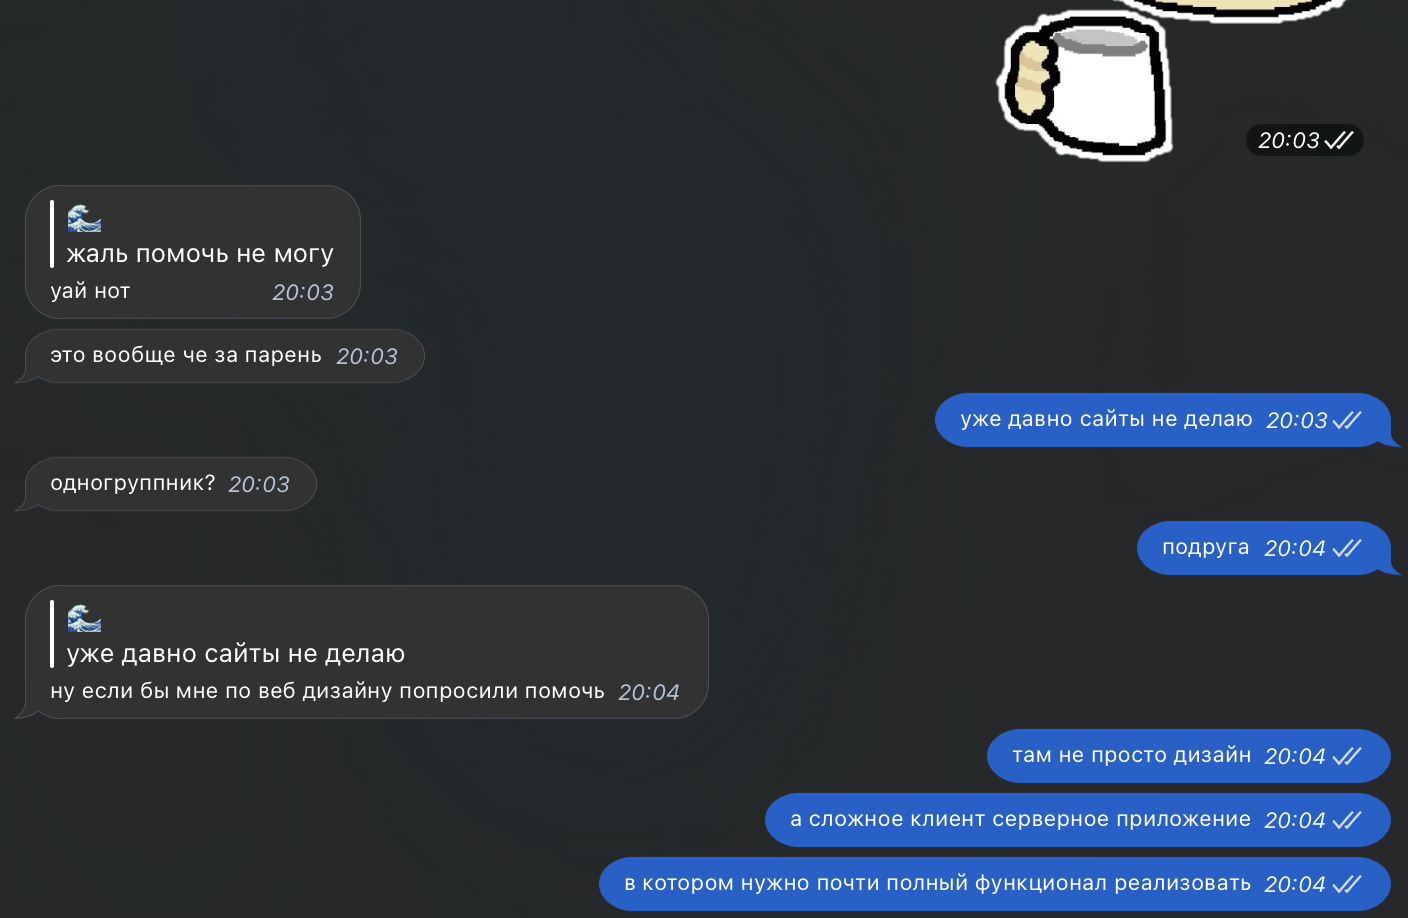 20:03
жаль помочь не могу
уай нот 20:03
это вообще че за парень 20:03
уже давно сайты не делаю 20:03
одногруппник? 20:03
подруга 20:04
уже давно сайты не делаю
ну если бы мне по веб дизайну попросили помочь 20:04
там не просто дизайн 20:04
а сложное клиент серверное приложение 20:04
в котором нужно почти полный функционал реализовать 20:04